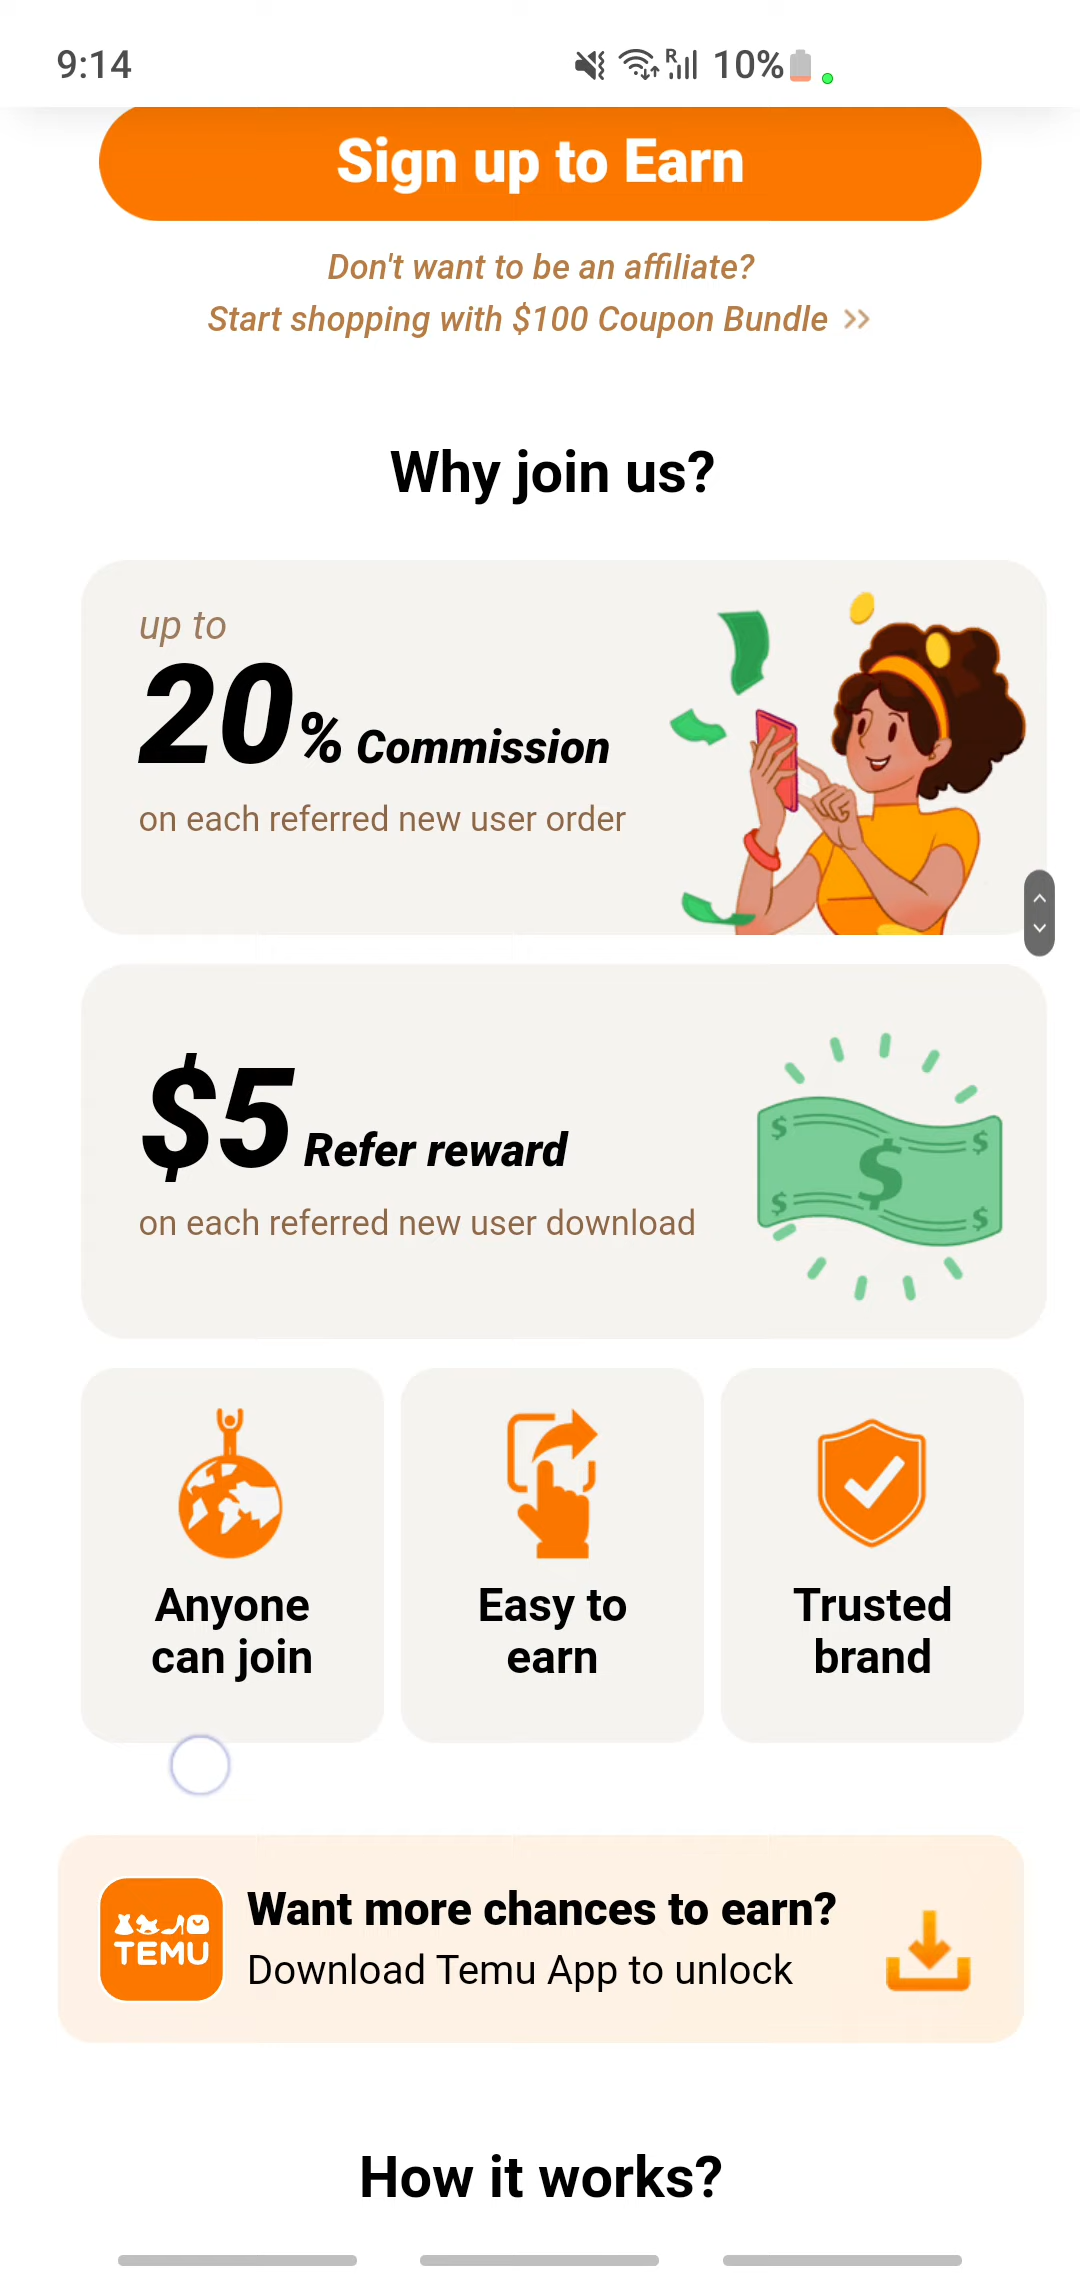 9:14
R
10%
Sign up to Earn
Don't want to be an affiliate?
Start shopping with $100 Coupon Bundle >>
Why join us?
up to
20% Commission
on each referred new user order
$5 Refer reward
on each referred new user download
$ $
$
$ $
Anyone
can join
Easy to
earn
Trusted
brand
TEMU
Want more chances to earn?
Download Temu App to unlock
How it works?